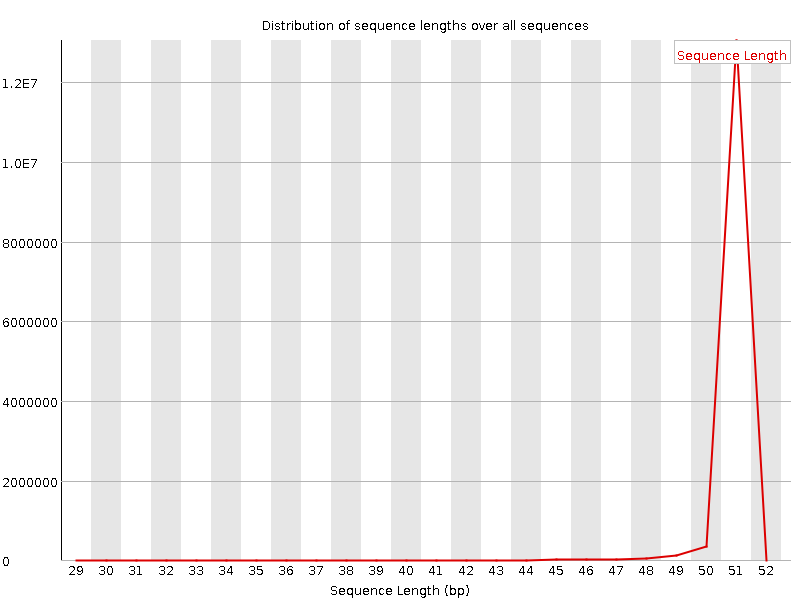 Distribution of sequence lengths over all sequences
Sequence Length
1.2E7
1.0E7
8000000
6000000
4000000
2000000
0
29 30 31 32 33 34 35 36 37 38 39 40 41 42 43 44 45 46 47 48 49 50 51 52
Sequence Length (bp)